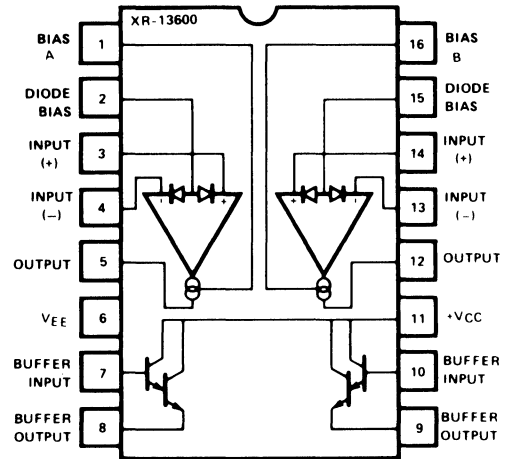 XR-13600
BIAS
A
1
16
BIAS
B
DIODE
BIAS
2
15
DIODE
BIAS
INPUT
(+)
3
14
INPUT
(+)
INPUT
(−)
4
13
INPUT
(−)
- +
+ -
OUTPUT
5
12
OUTPUT
VEE
6
11
+VCC
BUFFER
INPUT
7
10
BUFFER
INPUT
BUFFER
OUTPUT
8
9
BUFFER
OUTPUT